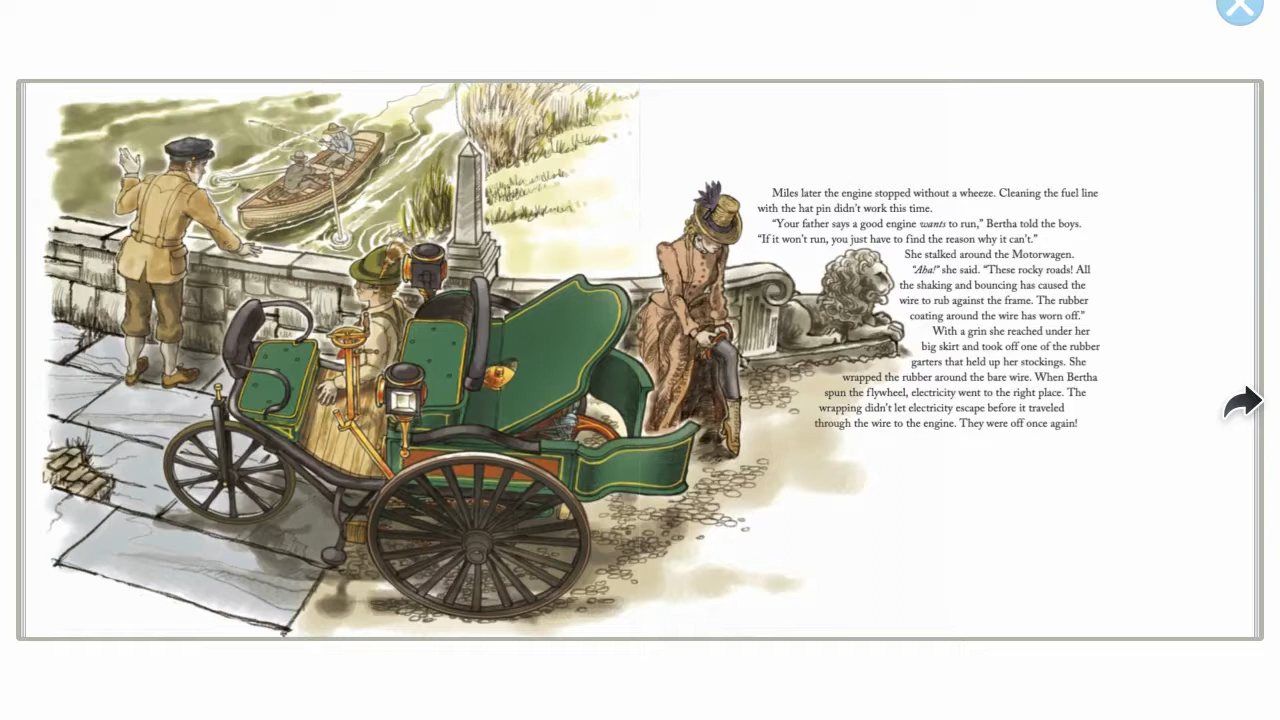 Miles later the engine stopped without a wheeze. Cleaning the fuel line
with the hat pin didn’t work this time.
“Your father says a good engine wants to run,” Bertha told the boys.
“If it won’t run, you just have to find the reason why it can’t.”
She stalked around the Motorwagen.
“Aha!” she said. “These rocky roads! All
the shaking and bouncing has caused the
wire to rub against the frame. The rubber
coating around the wire has worn off.”
With a grin she reached under her
big skirt and took off one of the rubber
garters that held up her stockings. She
wrapped the rubber around the bare wire. When Bertha
spun the flywheel, electricity went to the right place. The
wrapping didn’t let electricity escape before it traveled
through the wire to the engine. They were off once again!